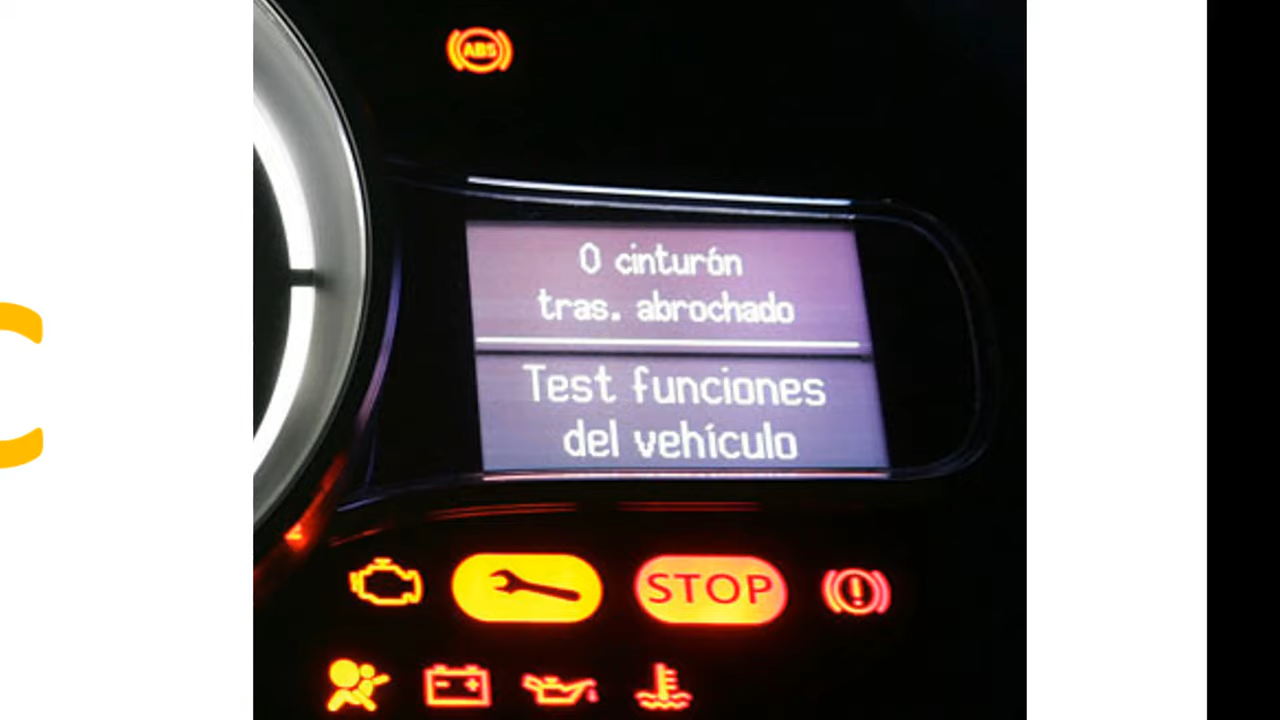 ABS
0 cinturón
tras. abrochado
Test funciones
del vehículo
STOP